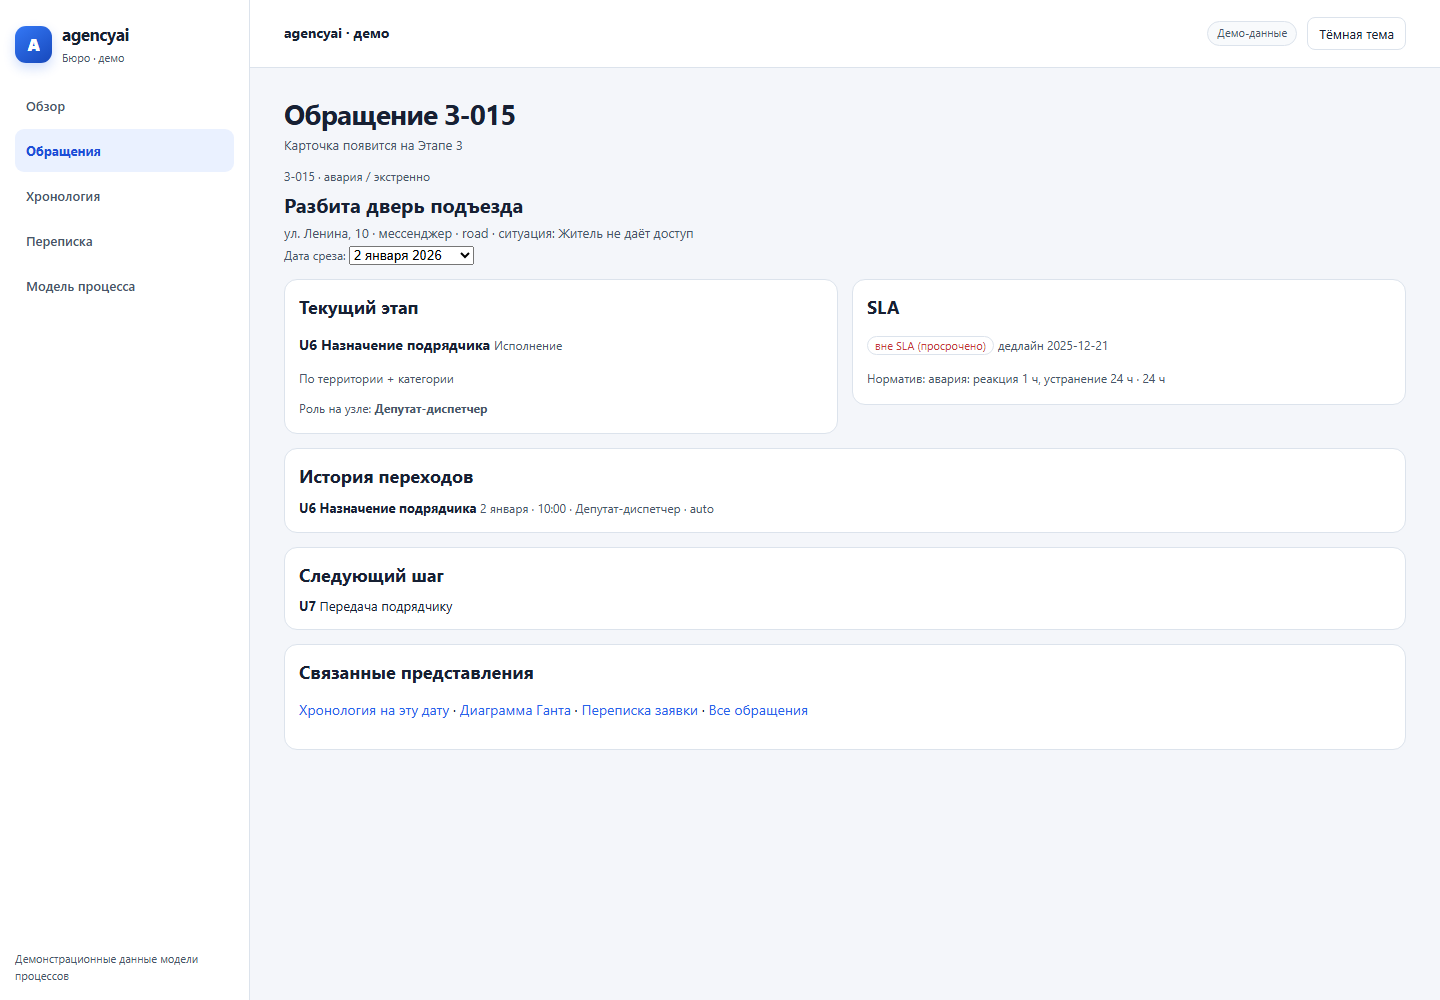 A
agencyai
Бюро · демо
Обзор
Обращения
Хронология
Переписка
Модель процесса
Демонстрационные данные модели
процессов
agencyai · демо
Демо-данные
Тёмная тема
Обращение З-015
Карточка появится на Этапе 3
З-015 · авария / экстренно
Разбита дверь подъезда
ул. Ленина, 10 · мессенджер · road · ситуация: Житель не даёт доступ
Дата среза: 2 января 2026
Текущий этап
U6 Назначение подрядчика Исполнение
По территории + категории
Роль на узле: Депутат-диспетчер
SLA
вне SLA (просрочено) дедлайн 2025-12-21
Норматив: авария: реакция 1 ч, устранение 24 ч · 24 ч
История переходов
U6 Назначение подрядчика 2 января · 10:00 · Депутат-диспетчер · auto
Следующий шаг
U7 Передача подрядчику
Связанные представления
Хронология на эту дату · Диаграмма Ганта · Переписка заявки · Все обращения